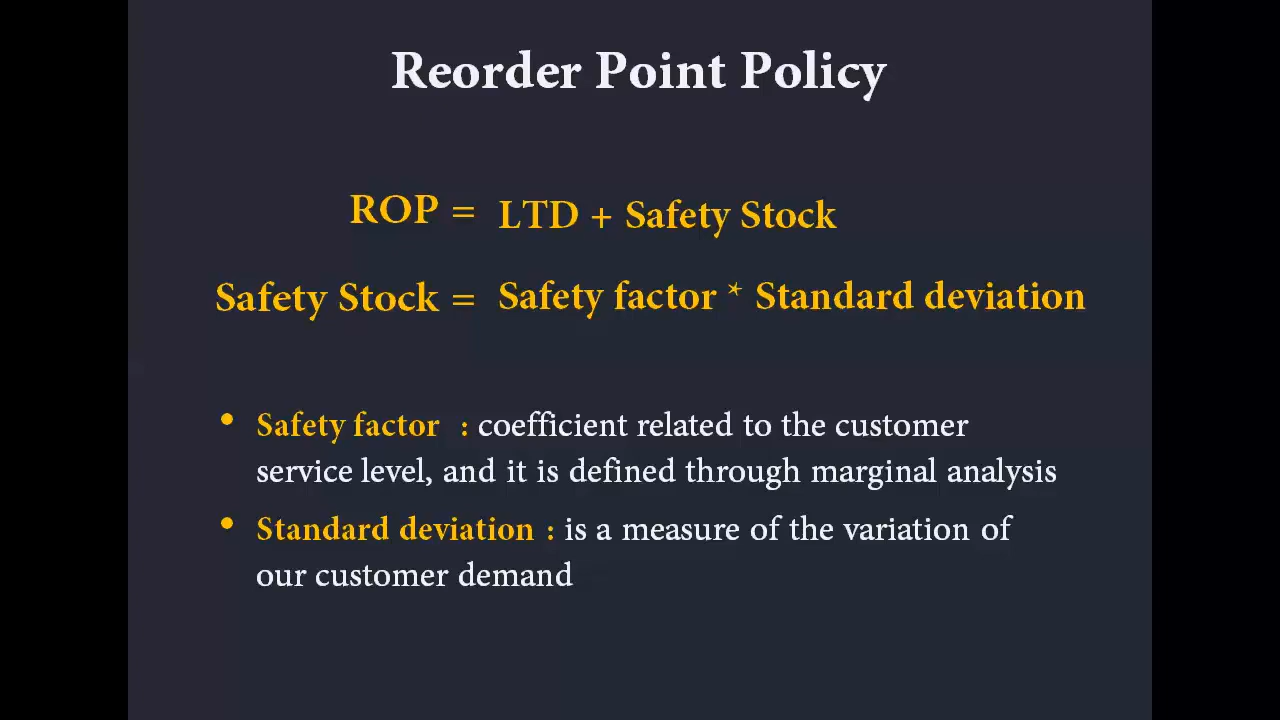 Reorder Point Policy
ROP = LTD + Safety Stock
Safety Stock = Safety factor * Standard deviation
• Safety factor : coefficient related to the customer
service level, and it is defined through marginal analysis
• Standard deviation : is a measure of the variation of
our customer demand